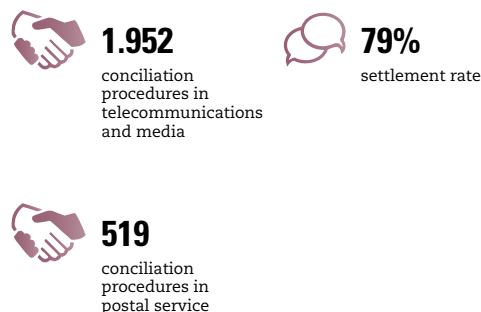 1.952
conciliation
procedures in
telecommunications
and media
79%
settlement rate
519
conciliation
procedures in
postal service